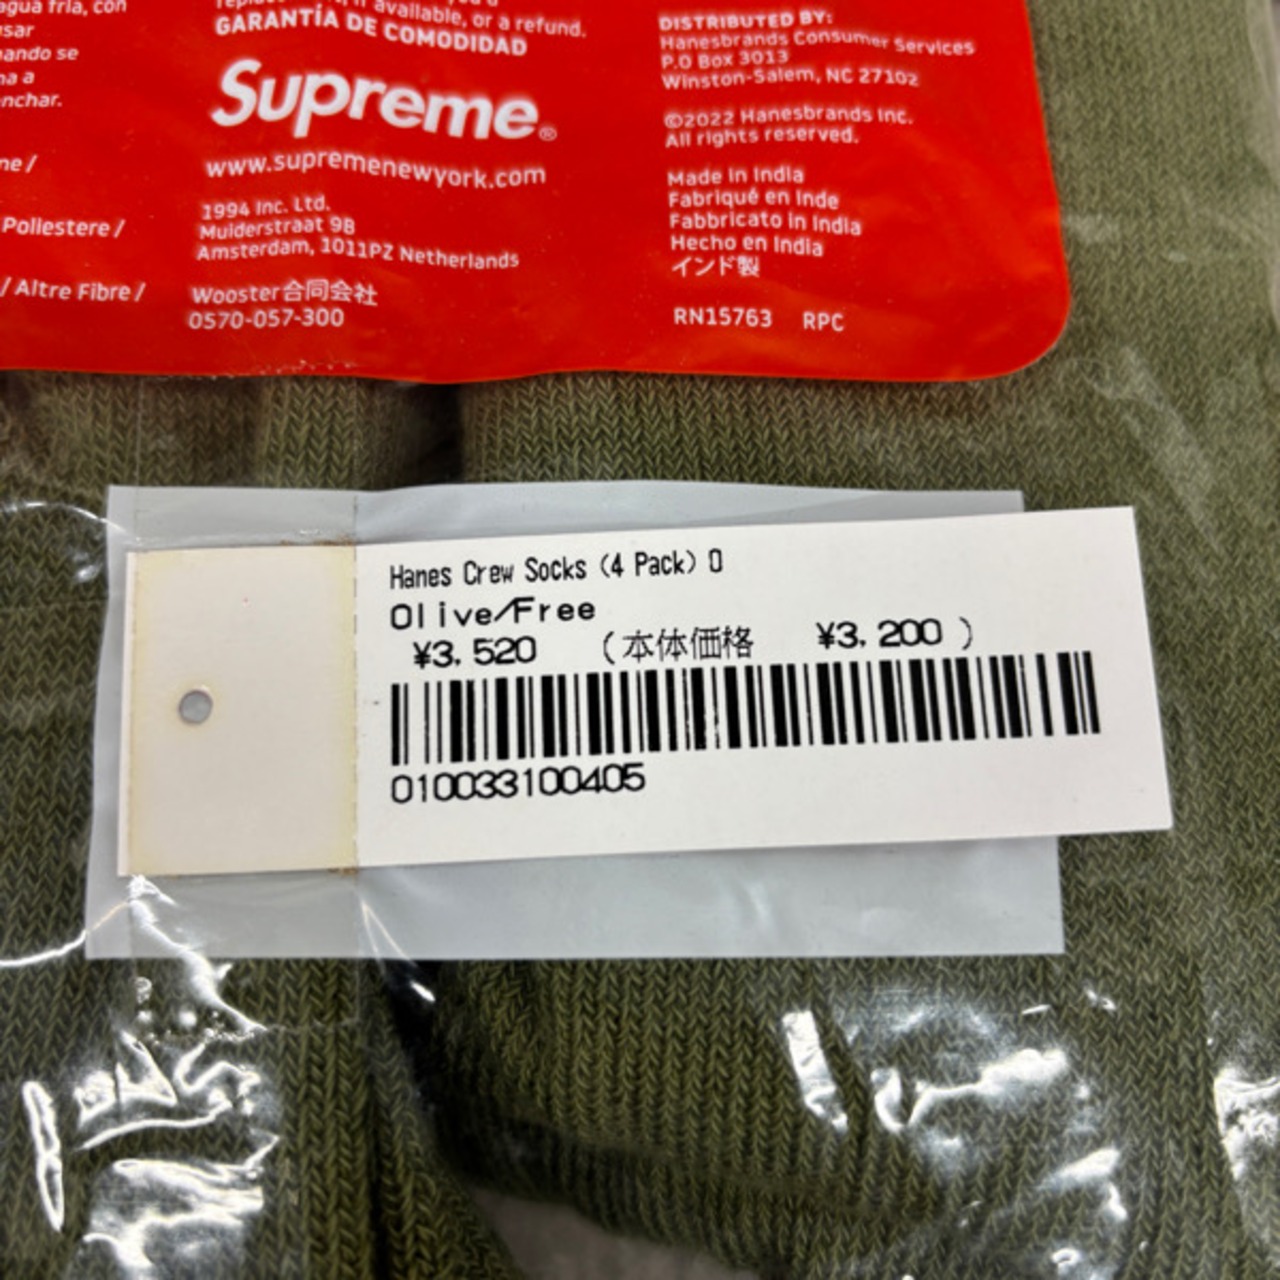 agua fría, con
ando se
na a
nchar.
ne /
Poliestere /
/ Altre Fibre /
if available, or a refund.
GARANTÍA DE COMODIDAD
Supreme®
www.supremenewyork.com
1994 Inc. Ltd.
Muiderstraat 9B
Amsterdam, 1011PZ Netherlands
Wooster合同会社
0570-057-300
DISTRIBUTED BY:
Hanesbrands Consumer Services
P.O Box 3013
Winston-Salem, NC 27102
©2022 Hanesbrands Inc.
All rights reserved.
Made in India
Fabriqué en Inde
Fabbricato in India
Hecho en India
インド製
RN15763 RPC
Hanes Crew Socks (4 Pack) O
Olive/Free
¥3,520 (本体価格 ¥3,200 )
010033100405